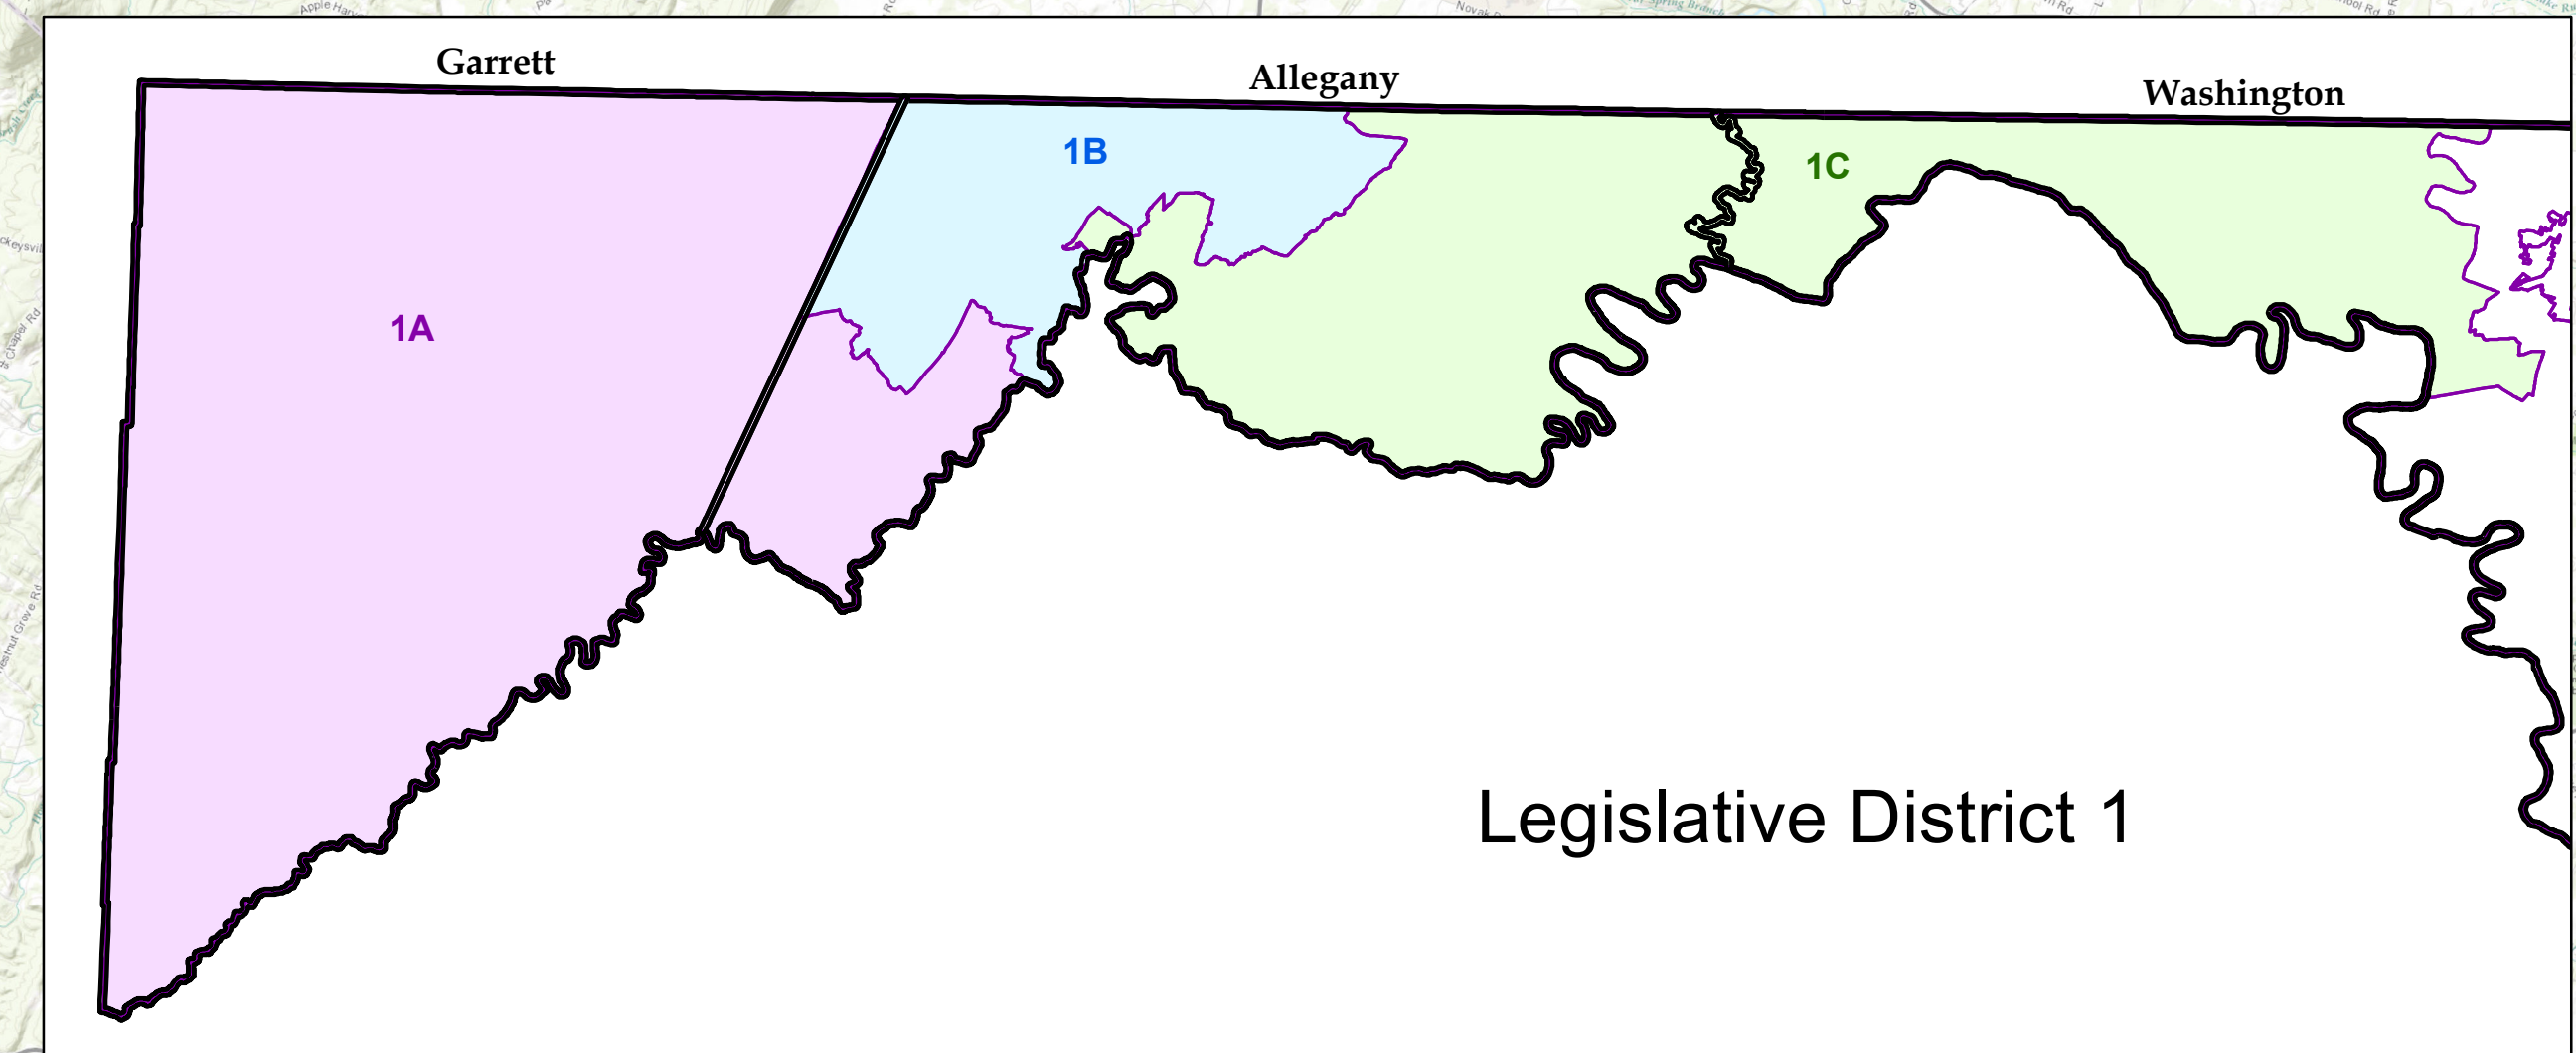 Garrett
Allegany
Washington
1B
1C
1A
Legislative District 1